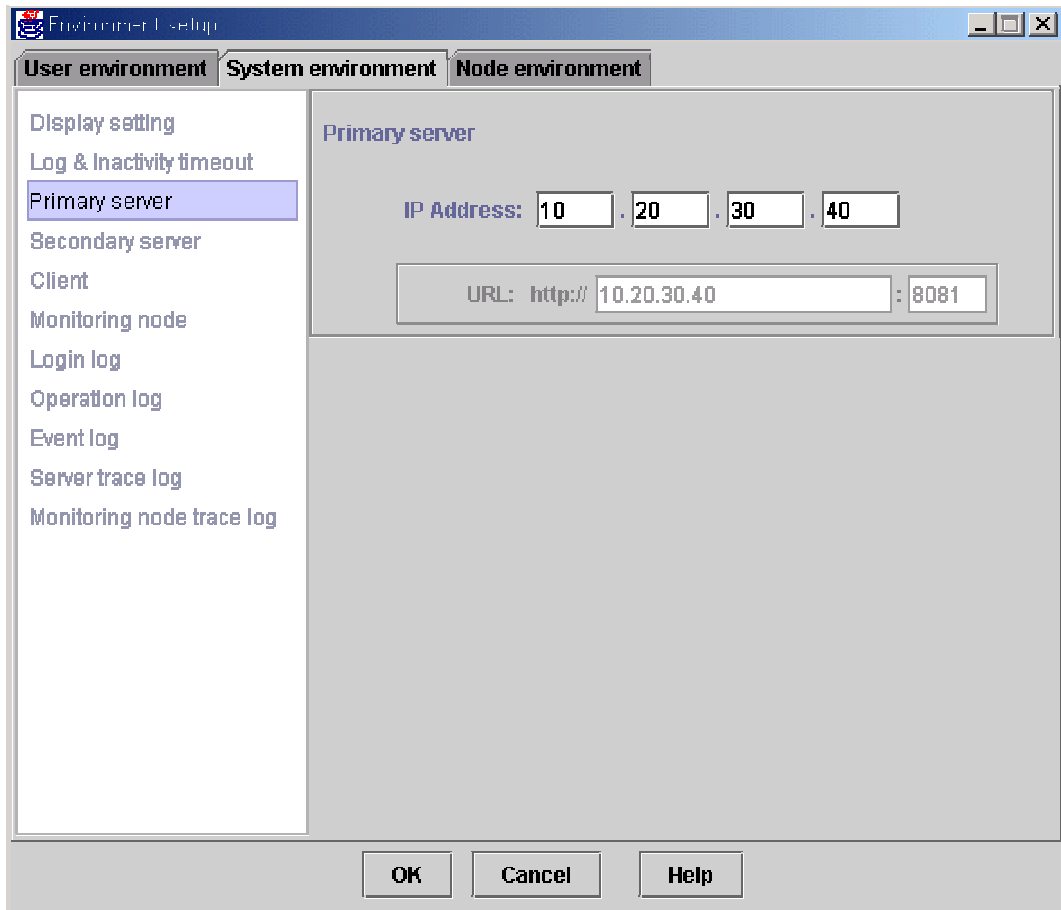 Environment setup
User environment System environment Node environment
Display setting
Log & Inactivity timeout
Primary server
Secondary server
Client
Monitoring node
Login log
Operation log
Event log
Server trace log
Monitoring node trace log
Primary server
IP Address: 10 . 20 . 30 . 40
URL: http:// 10.20.30.40 : 8081
OK Cancel Help